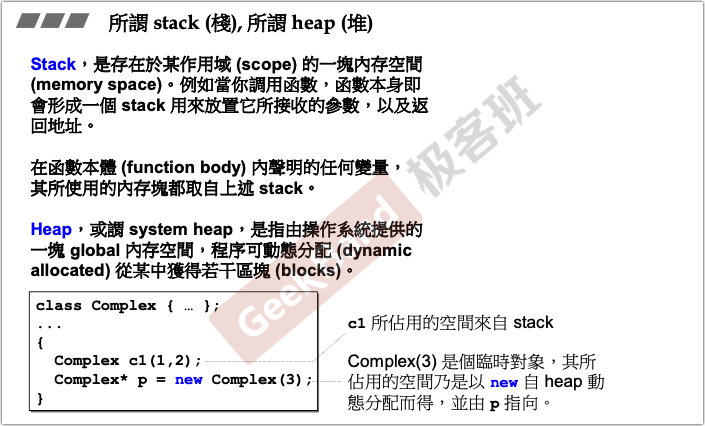 所謂 stack (棧), 所謂 heap (堆)
Stack，是存在於某作用域 (scope) 的一塊內存空間
(memory space)。例如當你調用函數，函數本身即
會形成一個 stack 用來放置它所接收的參數，以及返
回地址。
在函數本體 (function body) 內聲明的任何變量，
其所使用的內存塊都取自上述 stack。
Heap，或謂 system heap，是指由操作系統提供的
一塊 global 內存空間，程序可動態分配 (dynamic
allocated) 從某中獲得若干區塊 (blocks)。
class Complex { … };
...
{
Complex c1(1,2);
Complex* p = new Complex(3);
}
c1 所佔用的空間來自 stack
Complex(3) 是個臨時對象，其所
佔用的空間乃是以 new 自 heap 動
態分配而得，並由 p 指向。
GeekBand 极客班